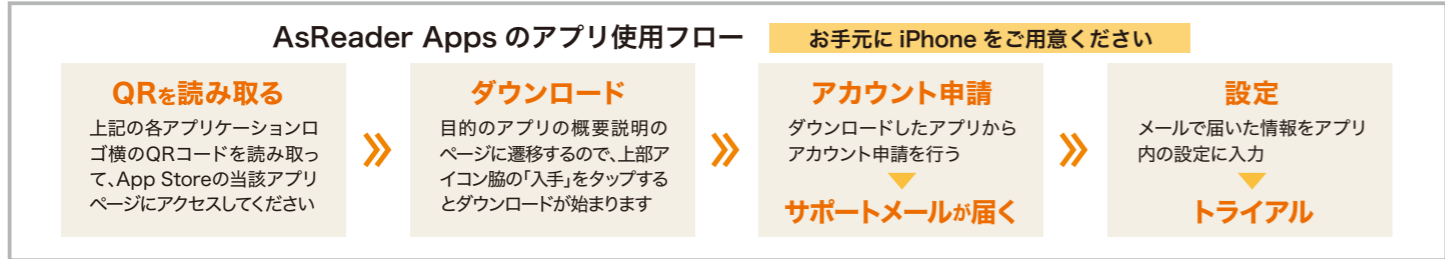 AsReader Apps のアプリ使用フロー
お手元に iPhone をご用意ください
QRを読み取る
上記の各アプリケーションロ
ゴ横のQRコードを読み取っ
て、App Storeの当該アプリ
ページにアクセスしてください
ダウンロード
目的のアプリの概要説明の
ページに遷移するので、上部ア
イコン脇の「入手」をタップする
とダウンロードが始まります
アカウント申請
ダウンロードしたアプリから
アカウント申請を行う
サポートメールが届く
設定
メールで届いた情報をアプリ
内の設定に入力
トライアル